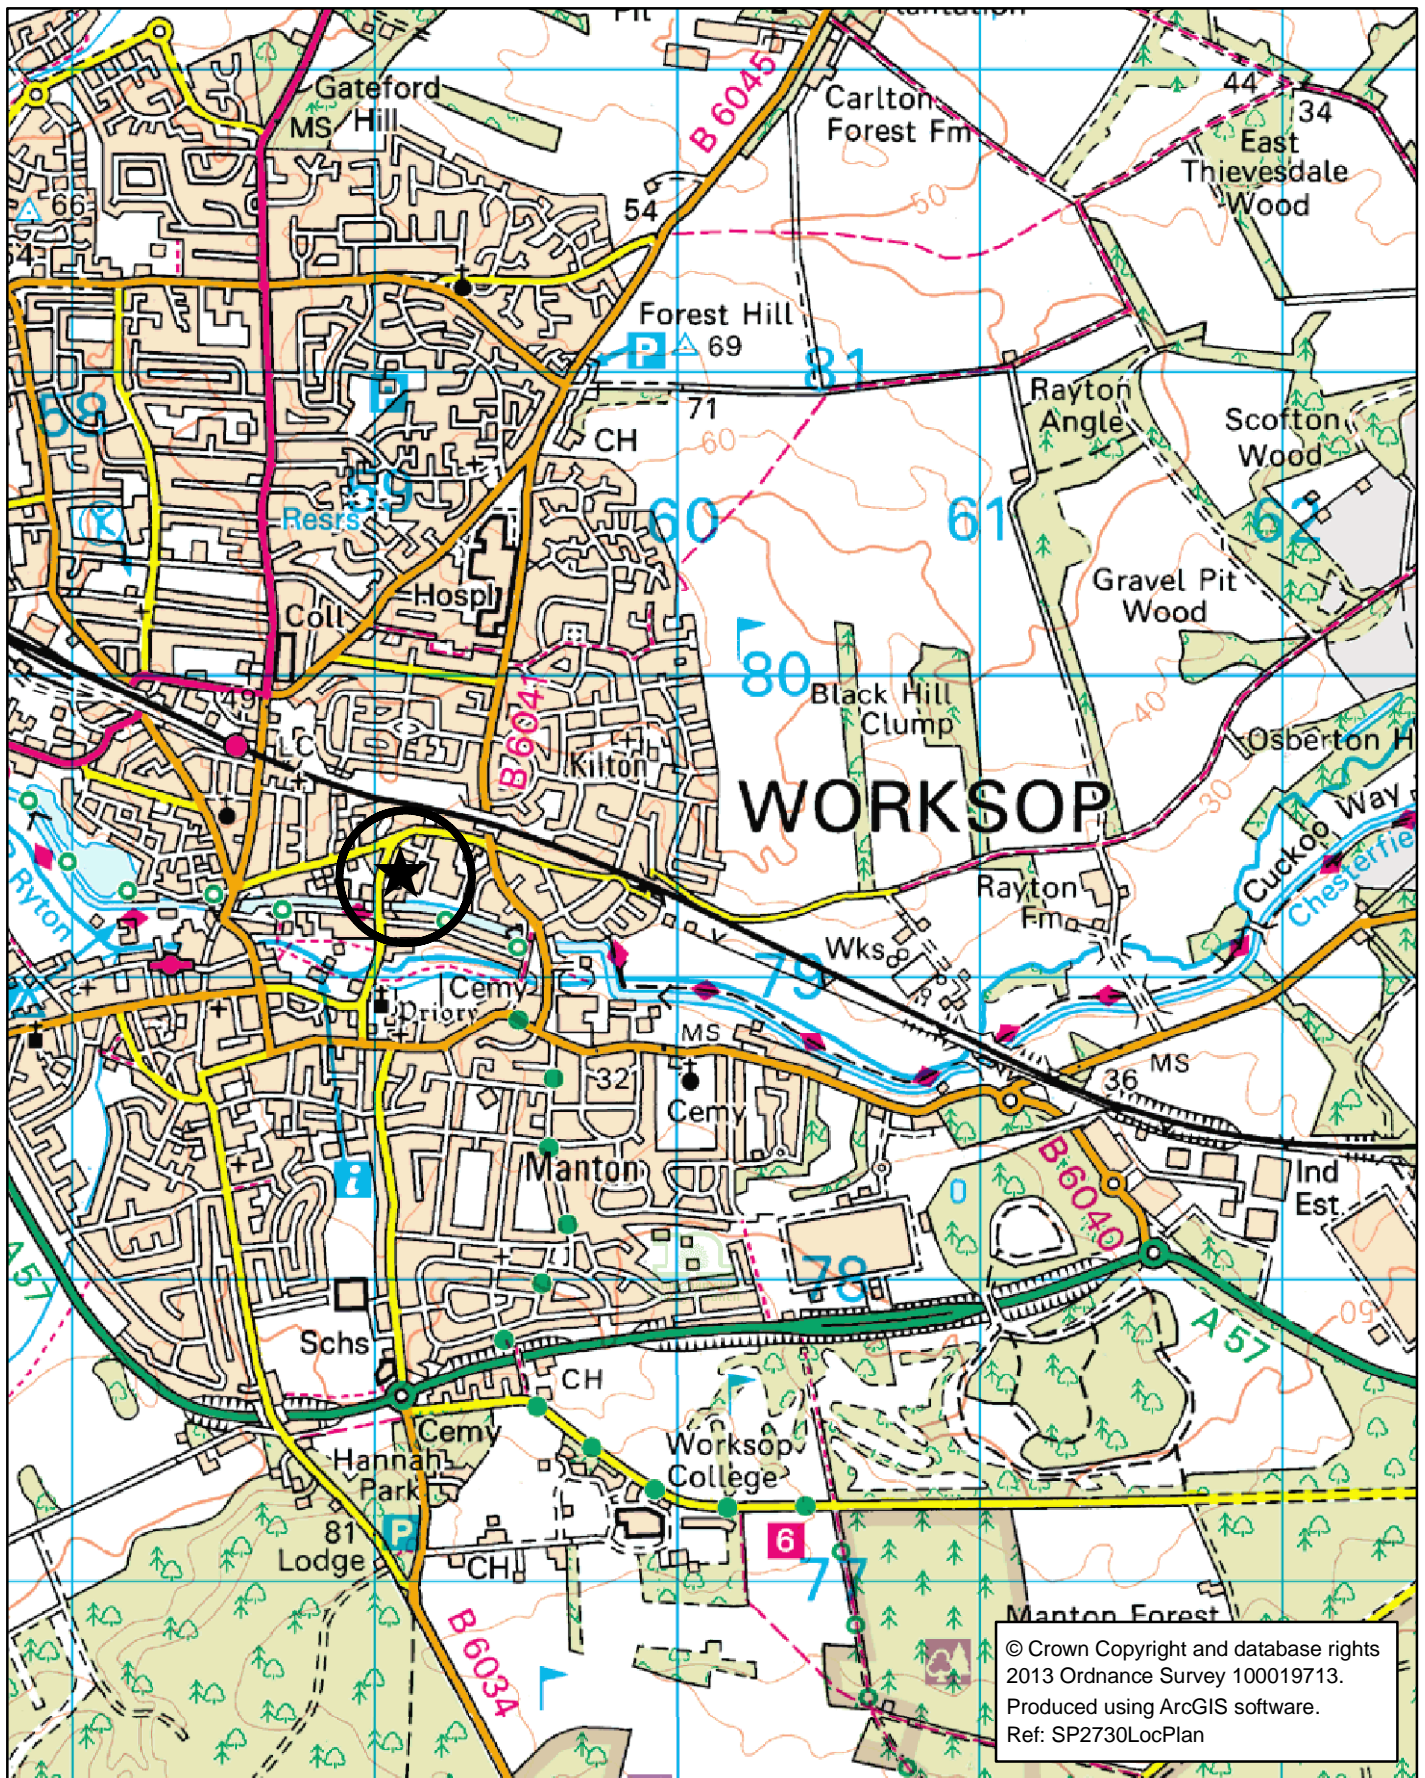 Gateford
Hill
MS
B 6045
Carlton
Forest Fm
44
34
East
Thievesdale
Wood
66
54
50
Forest Hill
P
69
81
71
58
P
CH
60
Rayton
Angle
Scofton
Wood
59
Resrs
60
61
62
Hospl
Coll
Gravel Pit
Wood
80
49
B 6041
Black Hill
Clump
40
LC
Kilton
Osberton H
WORKSOP
30
Cuckoo Way
Chesterfie
Ryton
Rayton
Fm
Wks
79
Cemy
Priory
MS
MS
32
36
Cemy
Manton
B 6040
Ind
Est
i
A 57
78
50
A 57
Schs
CH
Cemy
Hannah
Park
Worksop
College
81
Lodge
P
CH
6
77
Manton Forest
B 6034
© Crown Copyright and database rights
2013 Ordnance Survey 100019713.
Produced using ArcGIS software.
Ref: SP2730LocPlan